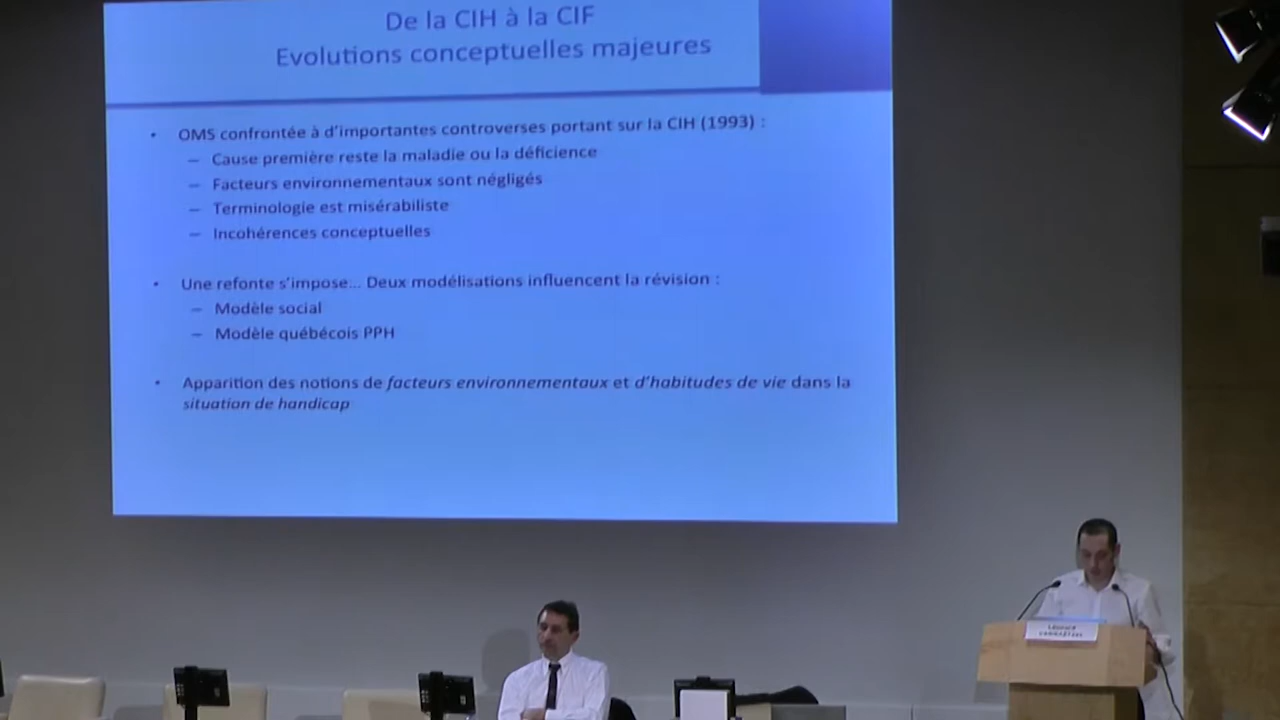 De la CIH à la CIF
Evolutions conceptuelles majeures
• OMS confrontée à d'importantes controverses portant sur la CIH (1993) :
– Cause première reste la maladie ou la déficience
– Facteurs environnementaux sont négligés
– Terminologie est misérabiliste
– Incohérences conceptuelles
• Une refonte s'impose... Deux modélisations influencent la révision :
– Modèle social
– Modèle québécois PPH
• Apparition des notions de facteurs environnementaux et d'habitudes de vie dans la
situation de handicap